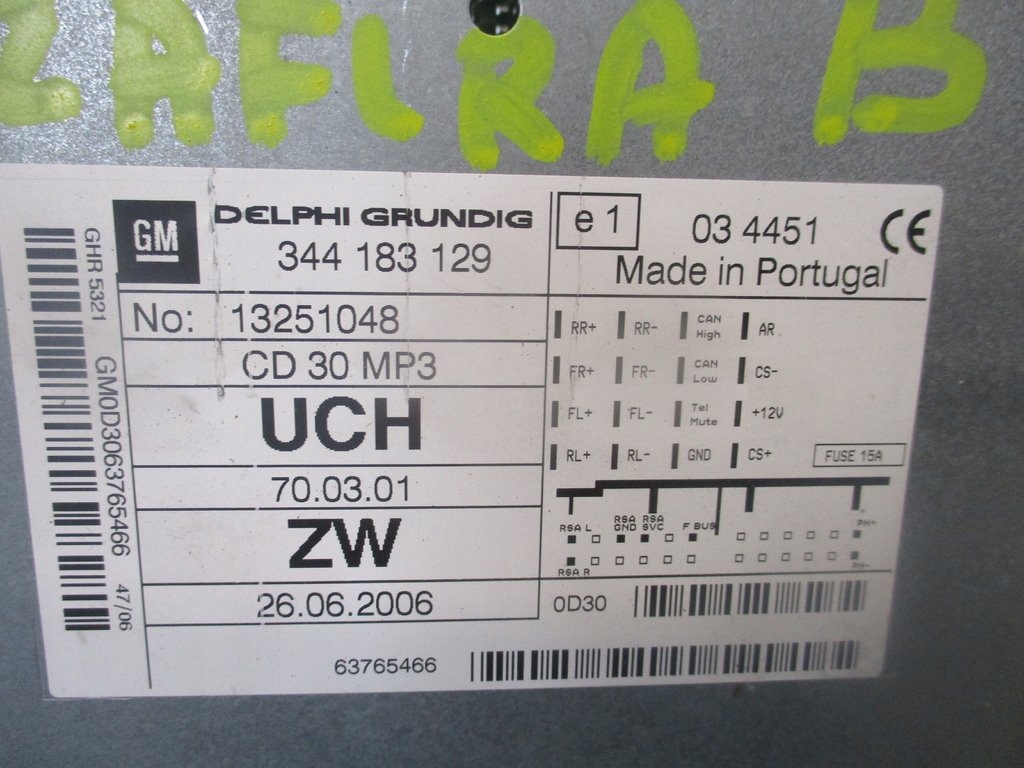 ZAFIRA B
GM
DELPHI GRUNDIG
344 183 129
e 1
03 4451
CE
Made in Portugal
No: 13251048
CD 30 MP3
UCH
70.03.01
ZW
26.06.2006
RR+ RR- CAN High AR
FR+ FR- CAN Low CS-
FL+ FL- Tel Mute +12V
RL+ RL- GND CS+
FUSE 15A
RSA L RSA GND RSA SVC F BUS PH+
RSA R PH-
0D30
63765466
GHR 5321 GM0D3063765466 47/06